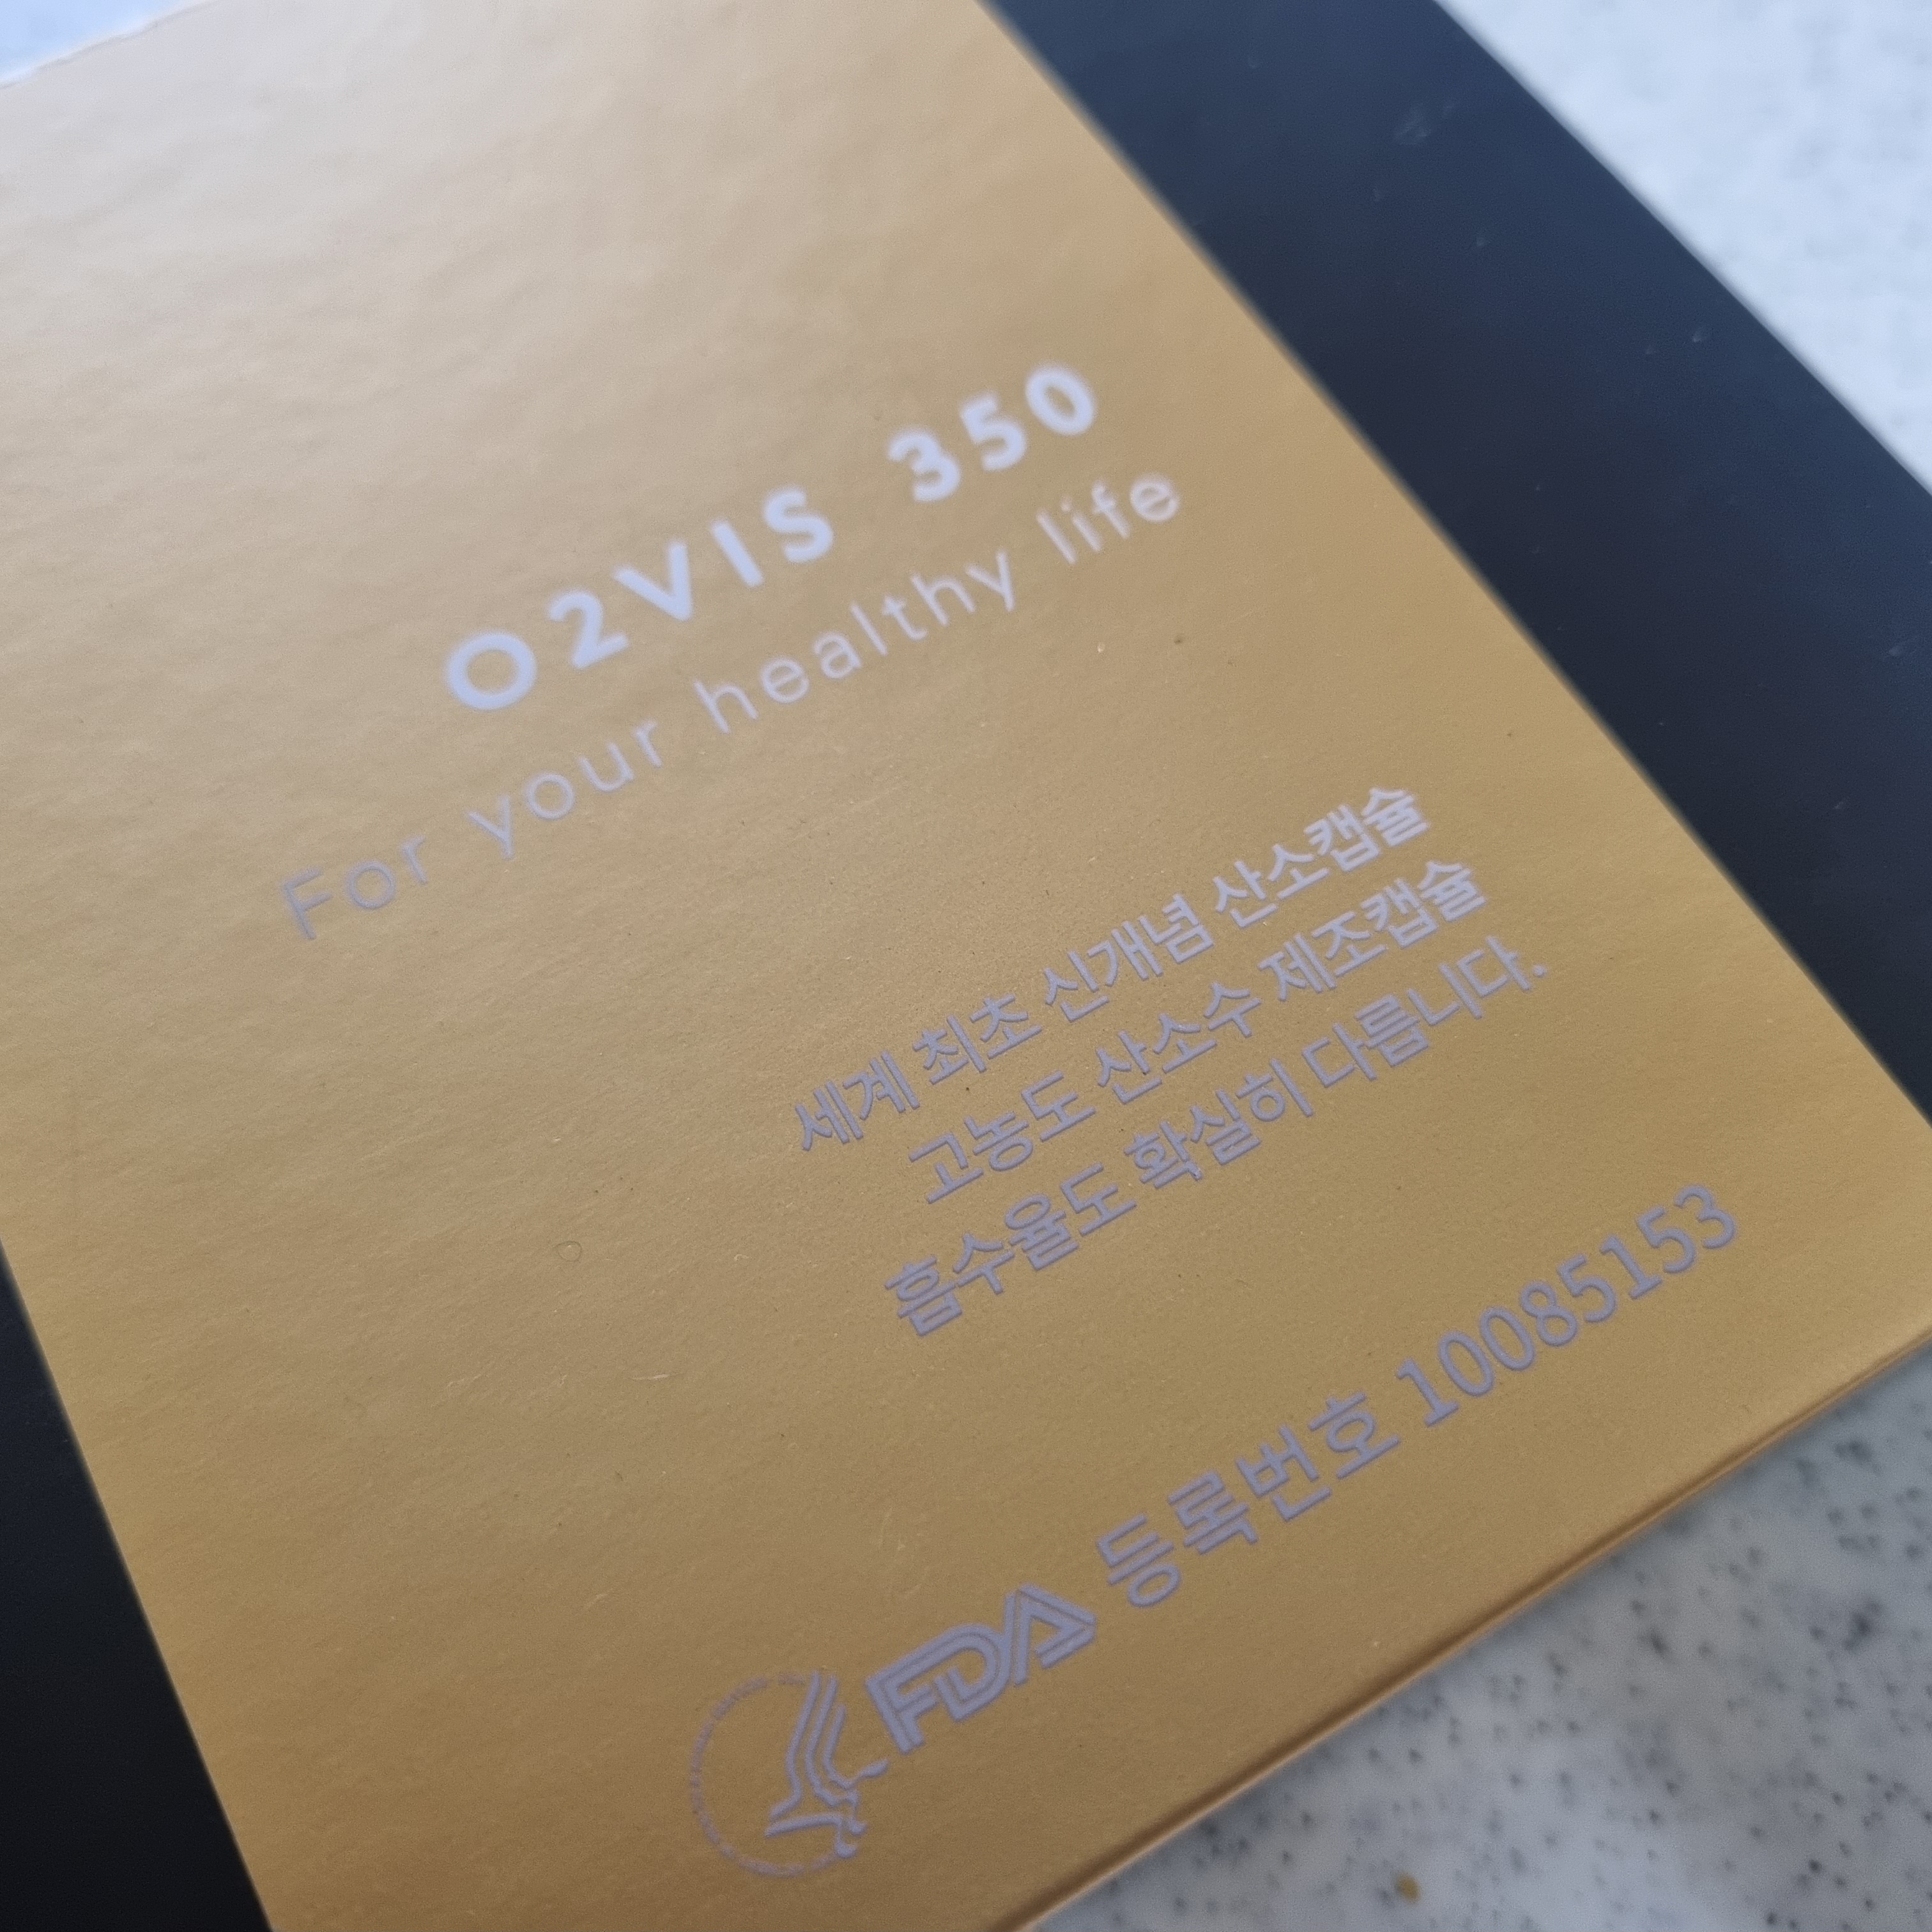 O2VIS 350
For your healthy life
세계 최초 신개념 산소캡슐
고농도 산소수 제조캡슐
흡수율도 확실히 다릅니다.
FDA 등록번호 10085153